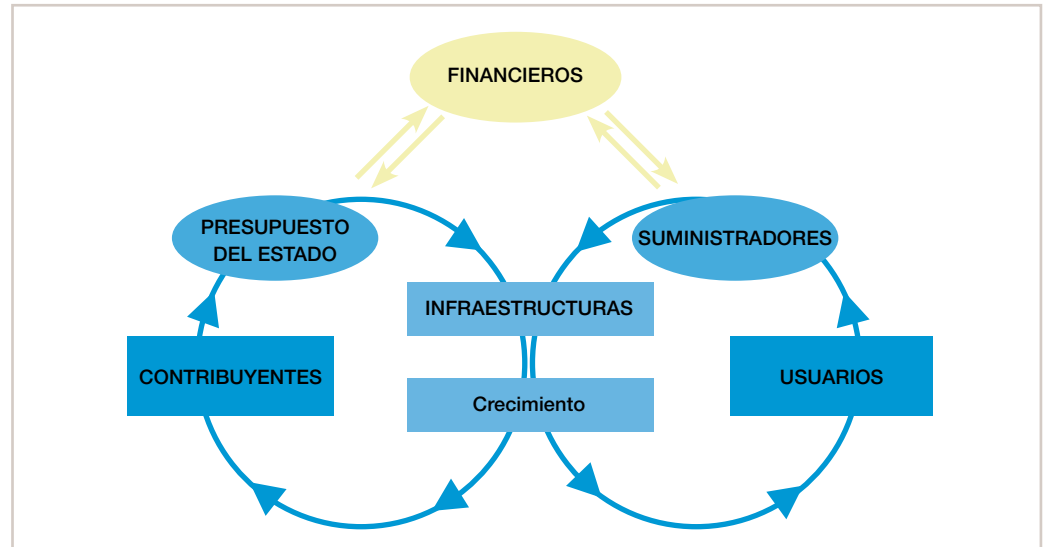 FINANCIEROS
PRESUPUESTO
DEL ESTADO
SUMINISTRADORES
INFRAESTRUCTURAS
CONTRIBUYENTES
Crecimiento
USUARIOS